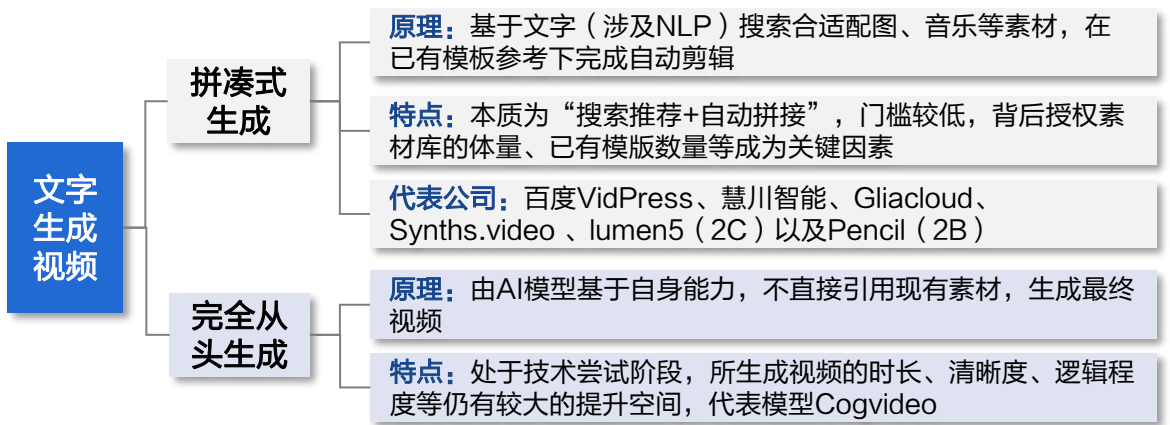 文字
生成
视频
拼凑式
生成
原理：基于文字（涉及NLP）搜索合适配图、音乐等素材，在
已有模板参考下完成自动剪辑
特点：本质为“搜索推荐+自动拼接”，门槛较低，背后授权素
材库的体量、已有模版数量等成为关键因素
代表公司：百度VidPress、慧川智能、Gliacloud、
Synths.video 、lumen5（2C）以及Pencil（2B）
完全从
头生成
原理：由AI模型基于自身能力，不直接引用现有素材，生成最终
视频
特点：处于技术尝试阶段，所生成视频的时长、清晰度、逻辑程
度等仍有较大的提升空间，代表模型Cogvideo